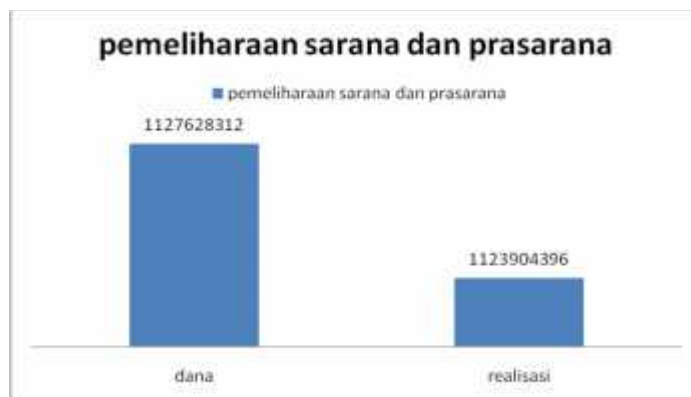 pemeliharaan sarana dan prasarana
pemeliharaan sarana dan prasarana
1127628312
1123904396
dana
realisasi